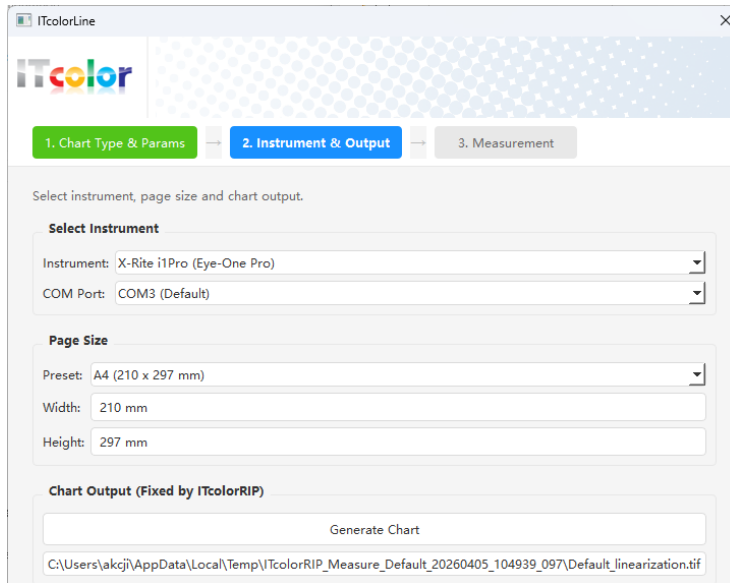 ITcolorLine
ITcolor
1. Chart Type & Params → 2. Instrument & Output → 3. Measurement
Select instrument, page size and chart output.
Select Instrument
Instrument: X-Rite i1Pro (Eye-One Pro)
COM Port: COM3 (Default)
Page Size
Preset: A4 (210 x 297 mm)
Width: 210 mm
Height: 297 mm
Chart Output (Fixed by ITcolorRIP)
Generate Chart
C:\Users\akcji\AppData\Local\Temp\ITcolorRIP_Measure_Default_20260405_104939_097\Default_linearization.tif